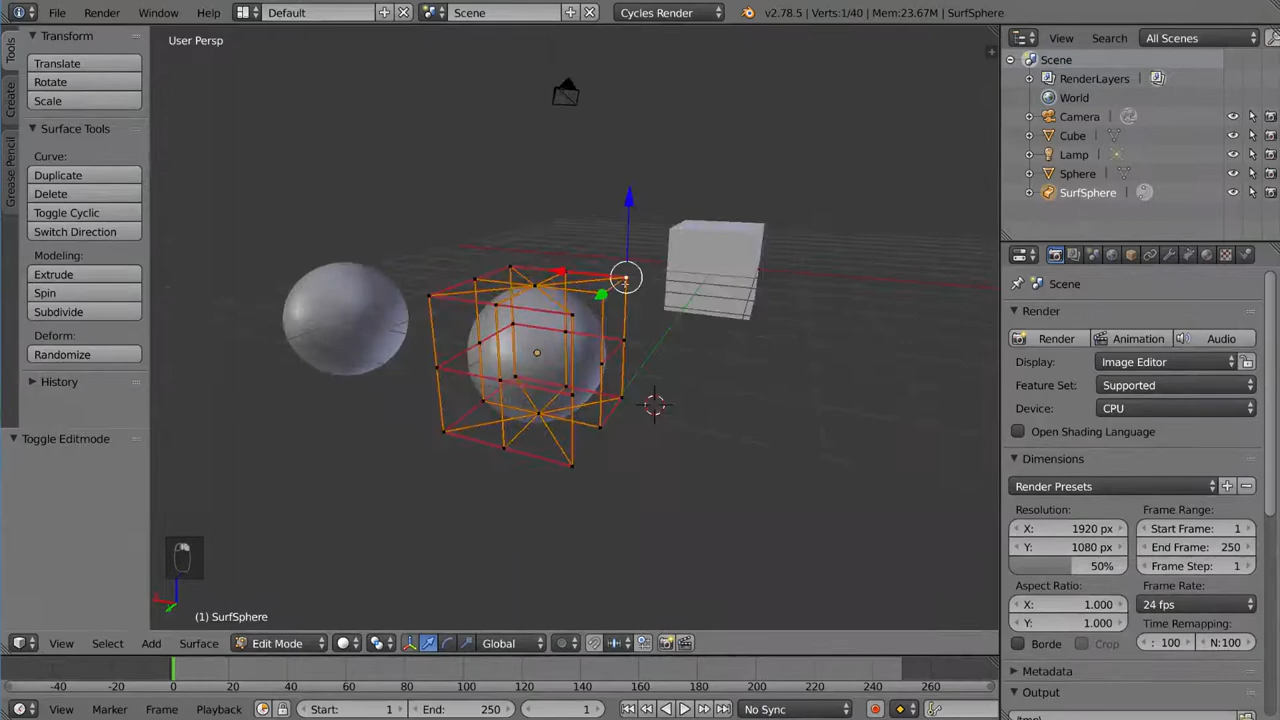 File Render Window Help Default Scene Cycles Render v2.78.5 | Verts:1/40 | Mem:23.67M | SurfSphere
Tools
Create
Grease Pencil
Transform
Translate
Rotate
Scale
Surface Tools
Curve:
Duplicate
Delete
Toggle Cyclic
Switch Direction
Modeling:
Extrude
Spin
Subdivide
Deform:
Randomize
History
Toggle Editmode
User Persp
(1) SurfSphere
View Select Add Surface Edit Mode Global
-40 -20 0 20 40 60 80 100 120 140 160 180 200 220 240 260
View Marker Frame Playback Start: 1 End: 250 1 No Sync
View Search All Scenes
Scene
RenderLayers
World
Camera
Cube
Lamp
Sphere
SurfSphere
Scene
Render
Render Animation Audio
Display: Image Editor
Feature Set: Supported
Device: CPU
Open Shading Language
Dimensions
Render Presets
Resolution: Frame Range:
X: 1920 px Start Frame: 1
Y: 1080 px End Frame: 250
50% Frame Step: 1
Aspect Ratio: Frame Rate:
X: 1.000 24 fps
Y: 1.000 Time Remapping:
Borde Crop : 100 N:100
Metadata
Output